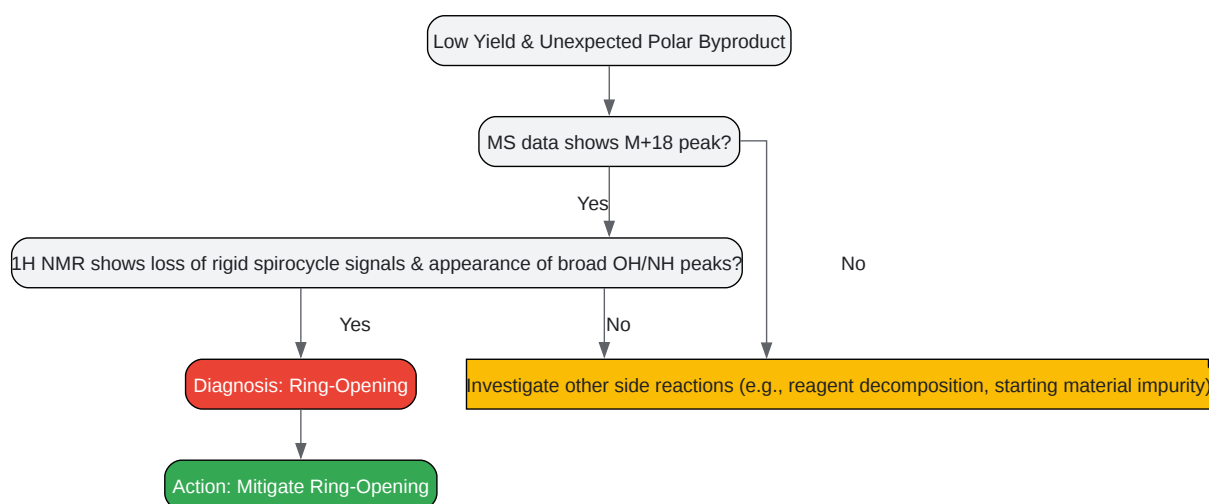 Low Yield & Unexpected Polar Byproduct
MS data shows M+18 peak?
Yes
1H NMR shows loss of rigid spirocycle signals & appearance of broad OH/NH peaks?
No
Yes
No
Diagnosis: Ring-Opening
Investigate other side reactions (e.g., reagent decomposition, starting material impurity)
Action: Mitigate Ring-Opening